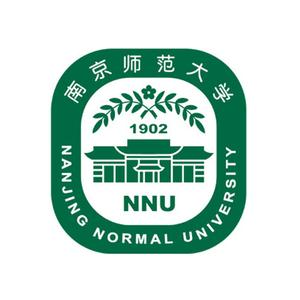 南京师范大学
1902
NNU
NANJING NORMAL UNIVERSITY